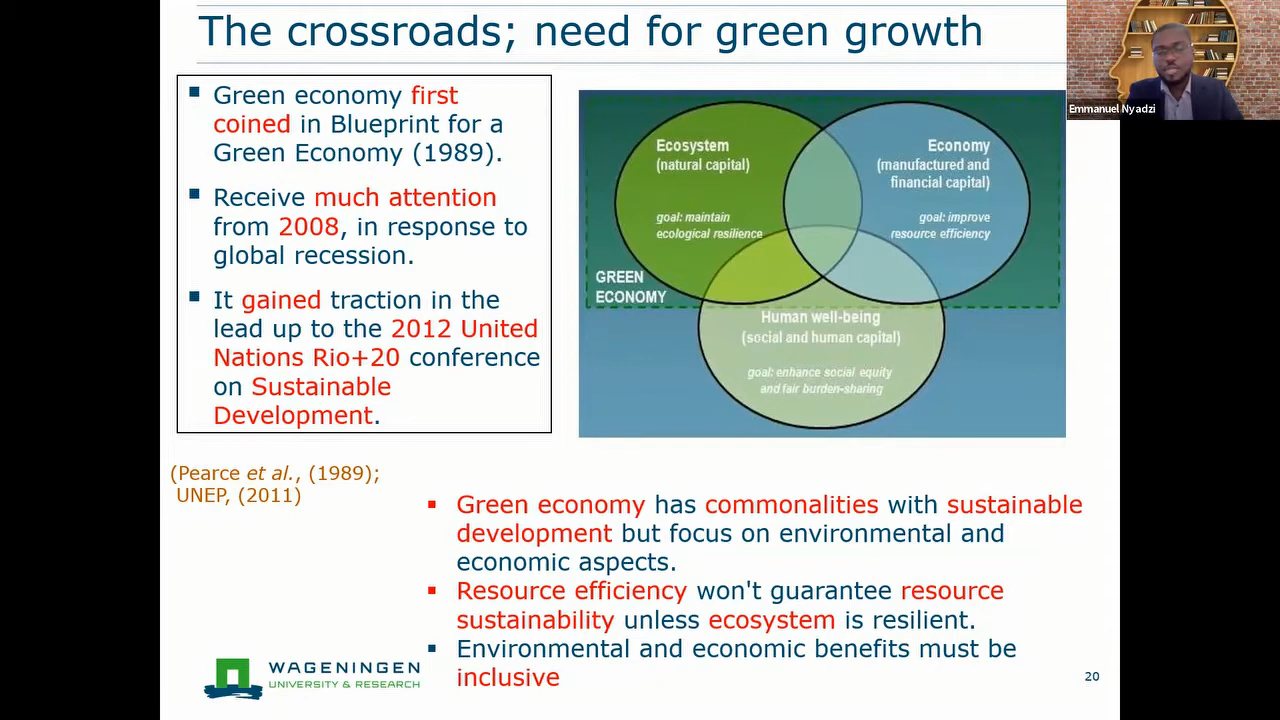 The crossroads; need for green growth
Emmanuel Nyadzi
▪ Green economy first
coined in Blueprint for a
Green Economy (1989).
▪ Receive much attention
from 2008, in response to
global recession.
▪ It gained traction in the
lead up to the 2012 United
Nations Rio+20 conference
on Sustainable
Development.
Ecosystem
(natural capital)
goal: maintain
ecological resilience
Economy
(manufactured and
financial capital)
goal: improve
resource efficiency
GREEN
ECONOMY
Human well-being
(social and human capital)
goal: enhance social equity
and fair burden-sharing
(Pearce et al., (1989);
UNEP, (2011)
▪ Green economy has commonalities with sustainable
development but focus on environmental and
economic aspects.
▪ Resource efficiency won't guarantee resource
sustainability unless ecosystem is resilient.
▪ Environmental and economic benefits must be
inclusive
WAGENINGEN
UNIVERSITY & RESEARCH
20